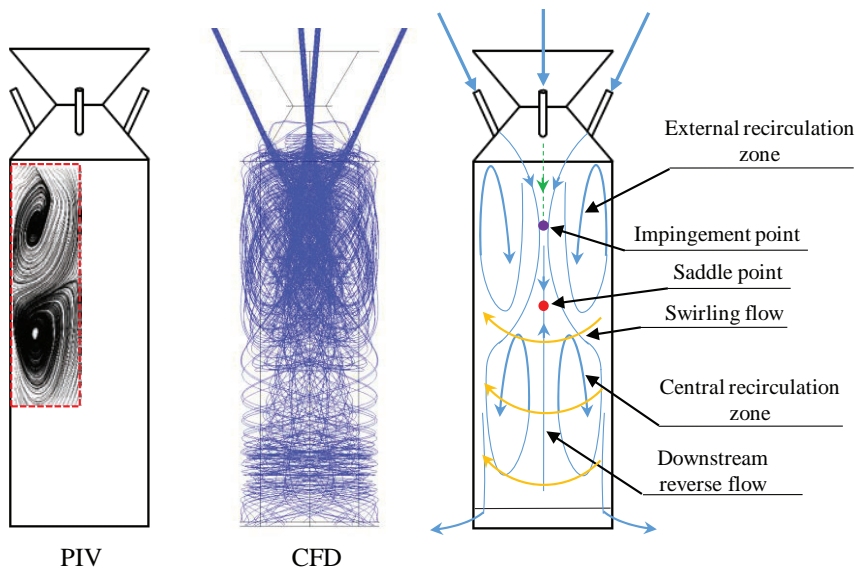 External recirculation
zone
Impingement point
Saddle point
Swirling flow
Central recirculation
zone
Downstream
reverse flow
PIV
CFD